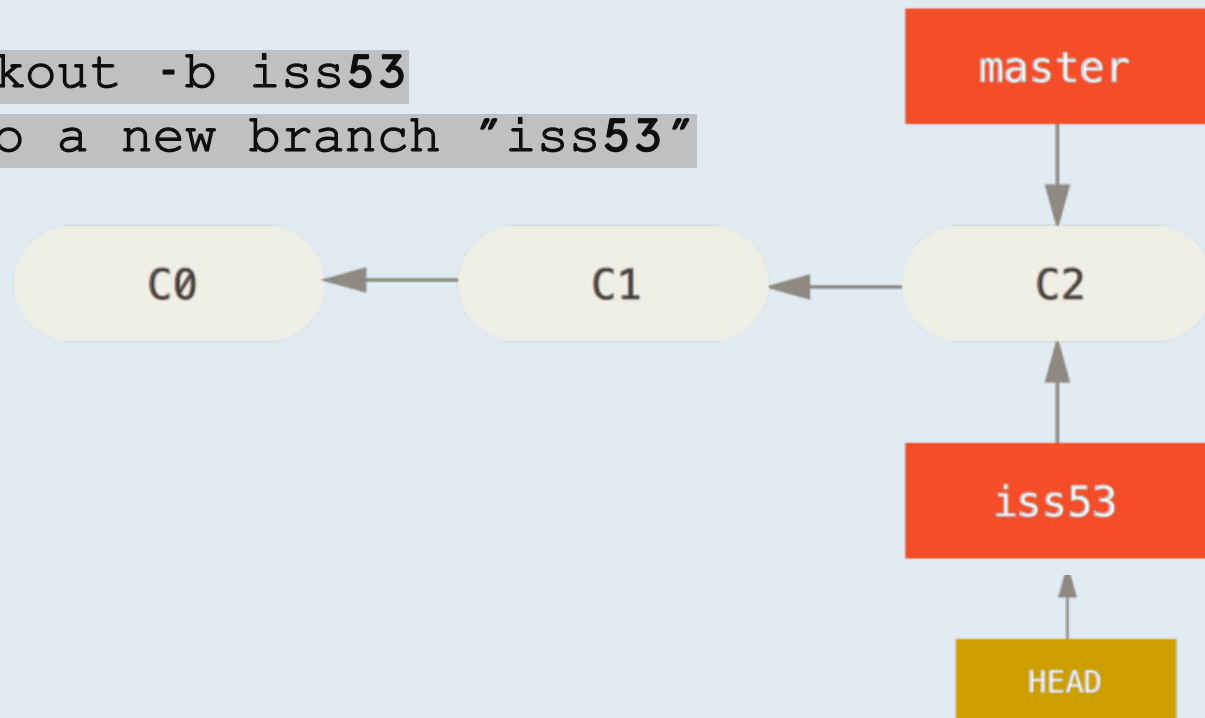 kout -b iss53
o a new branch "iss53"
master
C0
C1
C2
iss53
HEAD